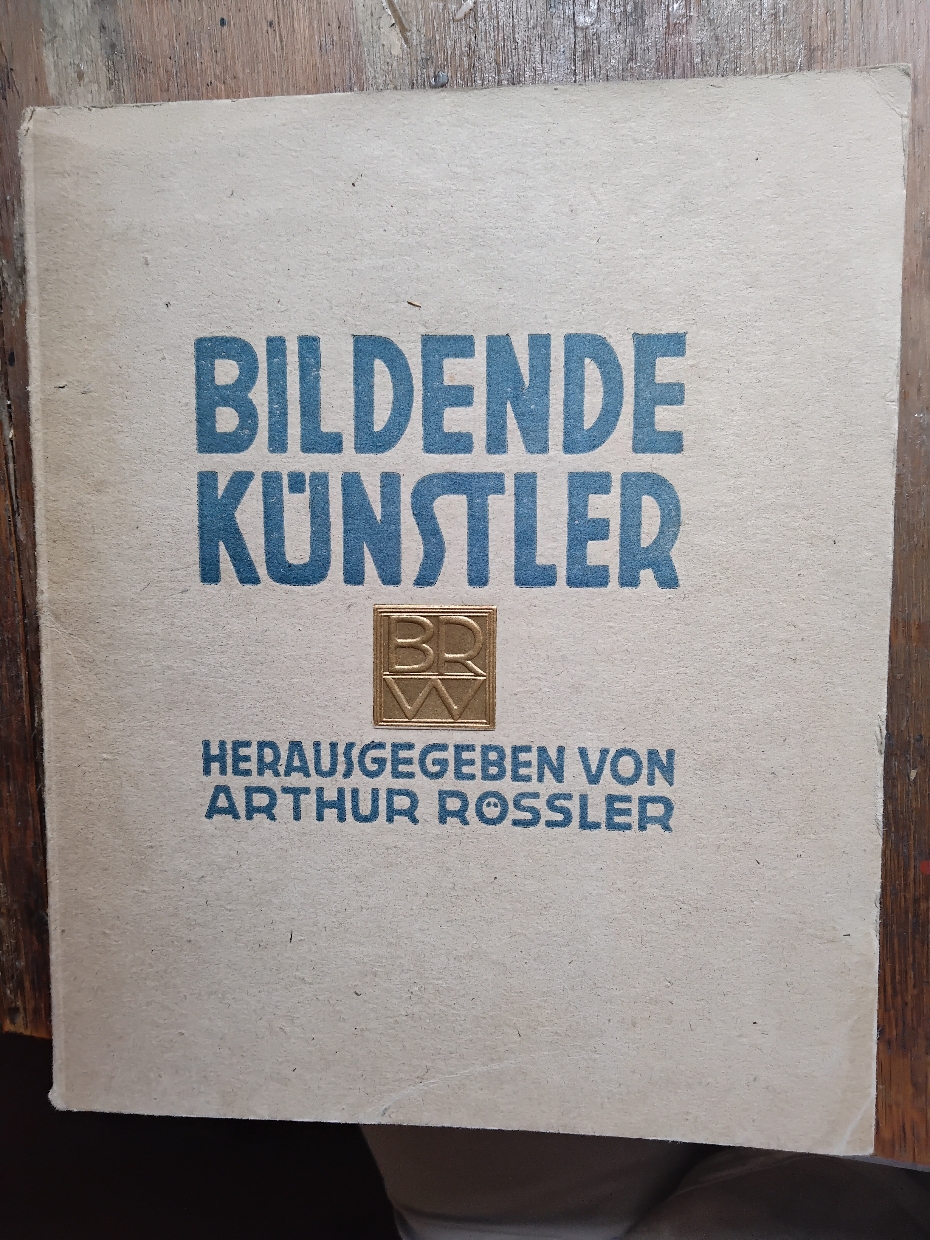 BILDENDE
KÜNSTLER
BR
W
HERAUSGEGEBEN VON
ARTHUR RÖSSLER